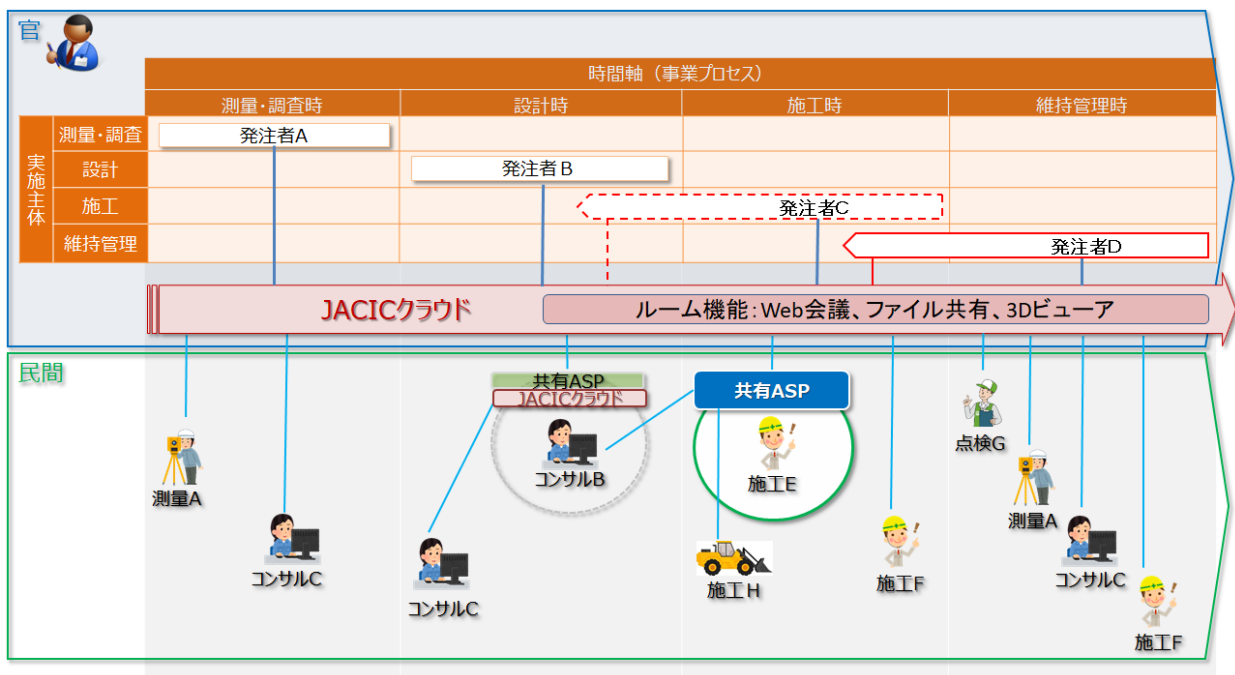 官
時間軸（事業プロセス）
測量・調査時
設計時
施工時
維持管理時
実施主体
測量・調査
発注者A
設計
発注者B
施工
発注者C
維持管理
発注者D
JACICクラウド
ルーム機能：Web会議、ファイル共有、3Dビューア
民間
共有ASP
JACICクラウド
共有ASP
測量A
コンサルC
コンサルC
コンサルB
施工E
施工H
施工F
点検G
測量A
コンサルC
施工F